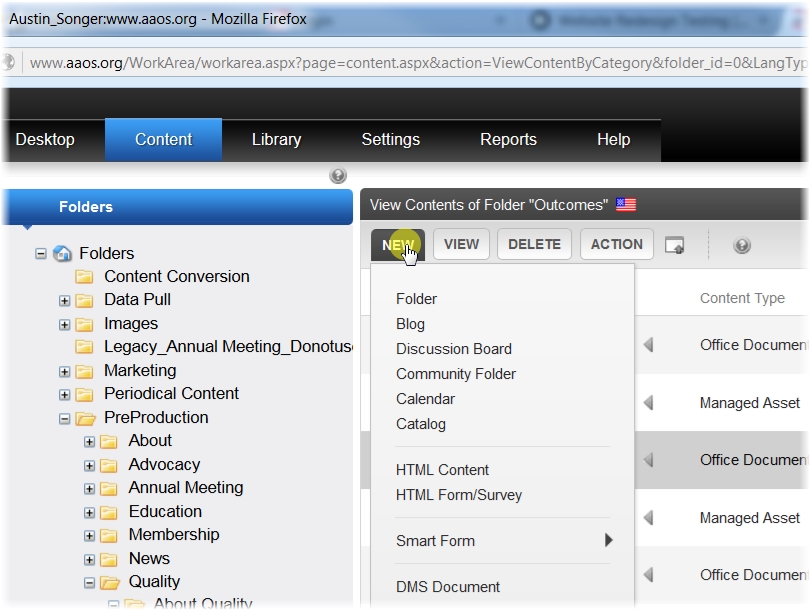 Austin_Songer:www.aaos.org - Mozilla Firefox
www.aaos.org/WorkArea/workarea.aspx?page=content.aspx&action=ViewContentByCategory&folder_id=0&LangTyp
Desktop Content Library Settings Reports Help
Folders
View Contents of Folder "Outcomes"
NEW VIEW DELETE ACTION
Folders
Content Conversion
Data Pull
Images
Legacy_Annual Meeting_Donotuse
Marketing
Periodical Content
PreProduction
About
Advocacy
Annual Meeting
Education
Membership
News
Quality
About Quality
Folder
Blog
Discussion Board
Community Folder
Calendar
Catalog
HTML Content
HTML Form/Survey
Smart Form
DMS Document
Content Type
Office Documen
Managed Asset
Office Documen
Managed Asset
Office Documen